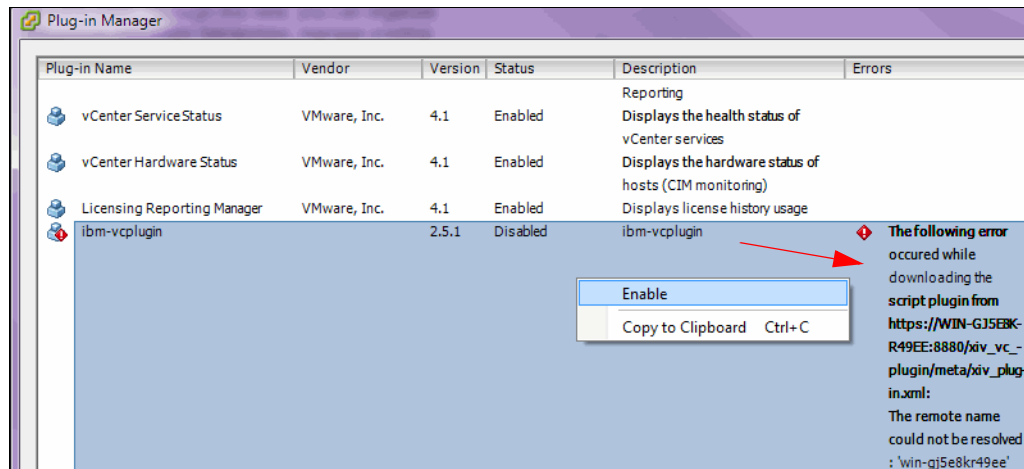 Plug-in Manager
Plug-in Name Vendor Version Status Description Errors
Reporting
vCenter Service Status VMware, Inc. 4.1 Enabled Displays the health status of
vCenter services
vCenter Hardware Status VMware, Inc. 4.1 Enabled Displays the hardware status of
hosts (CIM monitoring)
Licensing Reporting Manager VMware, Inc. 4.1 Enabled Displays license history usage
ibm-vcplugin 2.5.1 Disabled ibm-vcplugin The following error
occured while
downloading the
script plugin from
https://WIN-GJ5E8K-
R49EE:8880/xiv_vc_-
plugin/meta/xiv_plug-
in.xml:
The remote name
could not be resolved
: 'win-gj5e8kr49ee'
Enable
Copy to Clipboard Ctrl+C